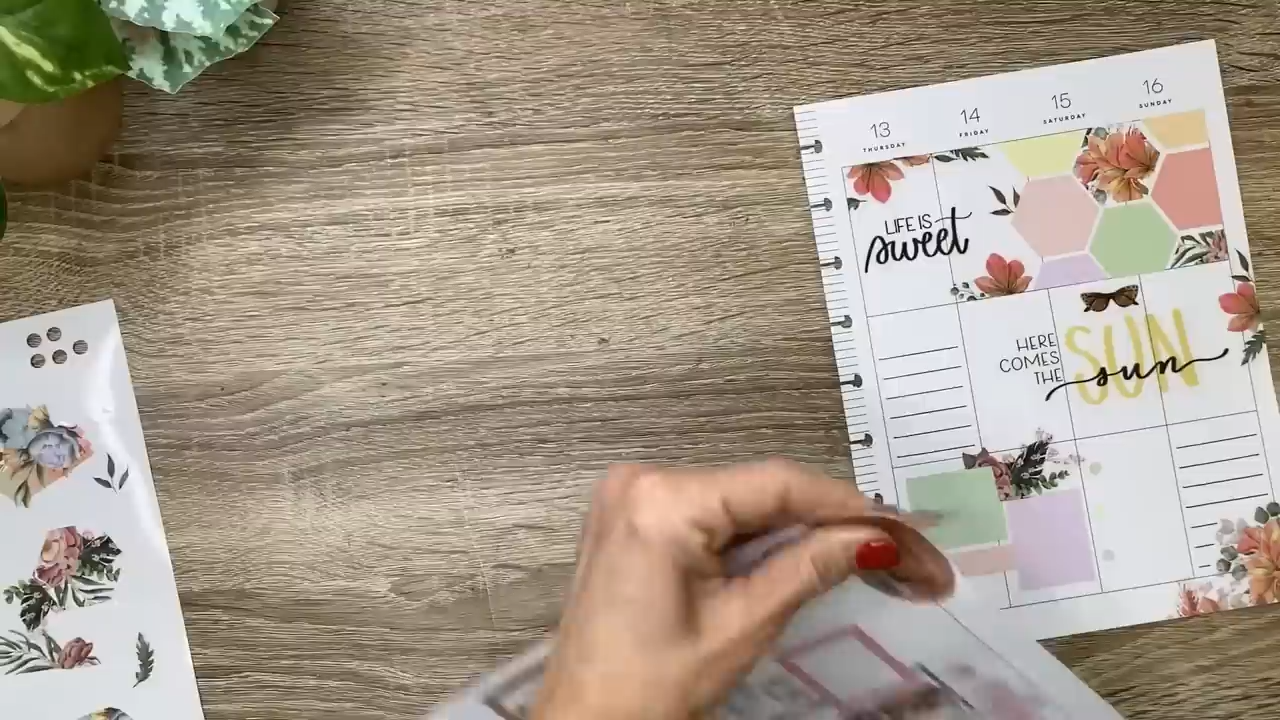 13
THURSDAY
14
FRIDAY
15
SATURDAY
16
SUNDAY
LIFE IS
sweet
HERE
COMES
THE
SUN
sun